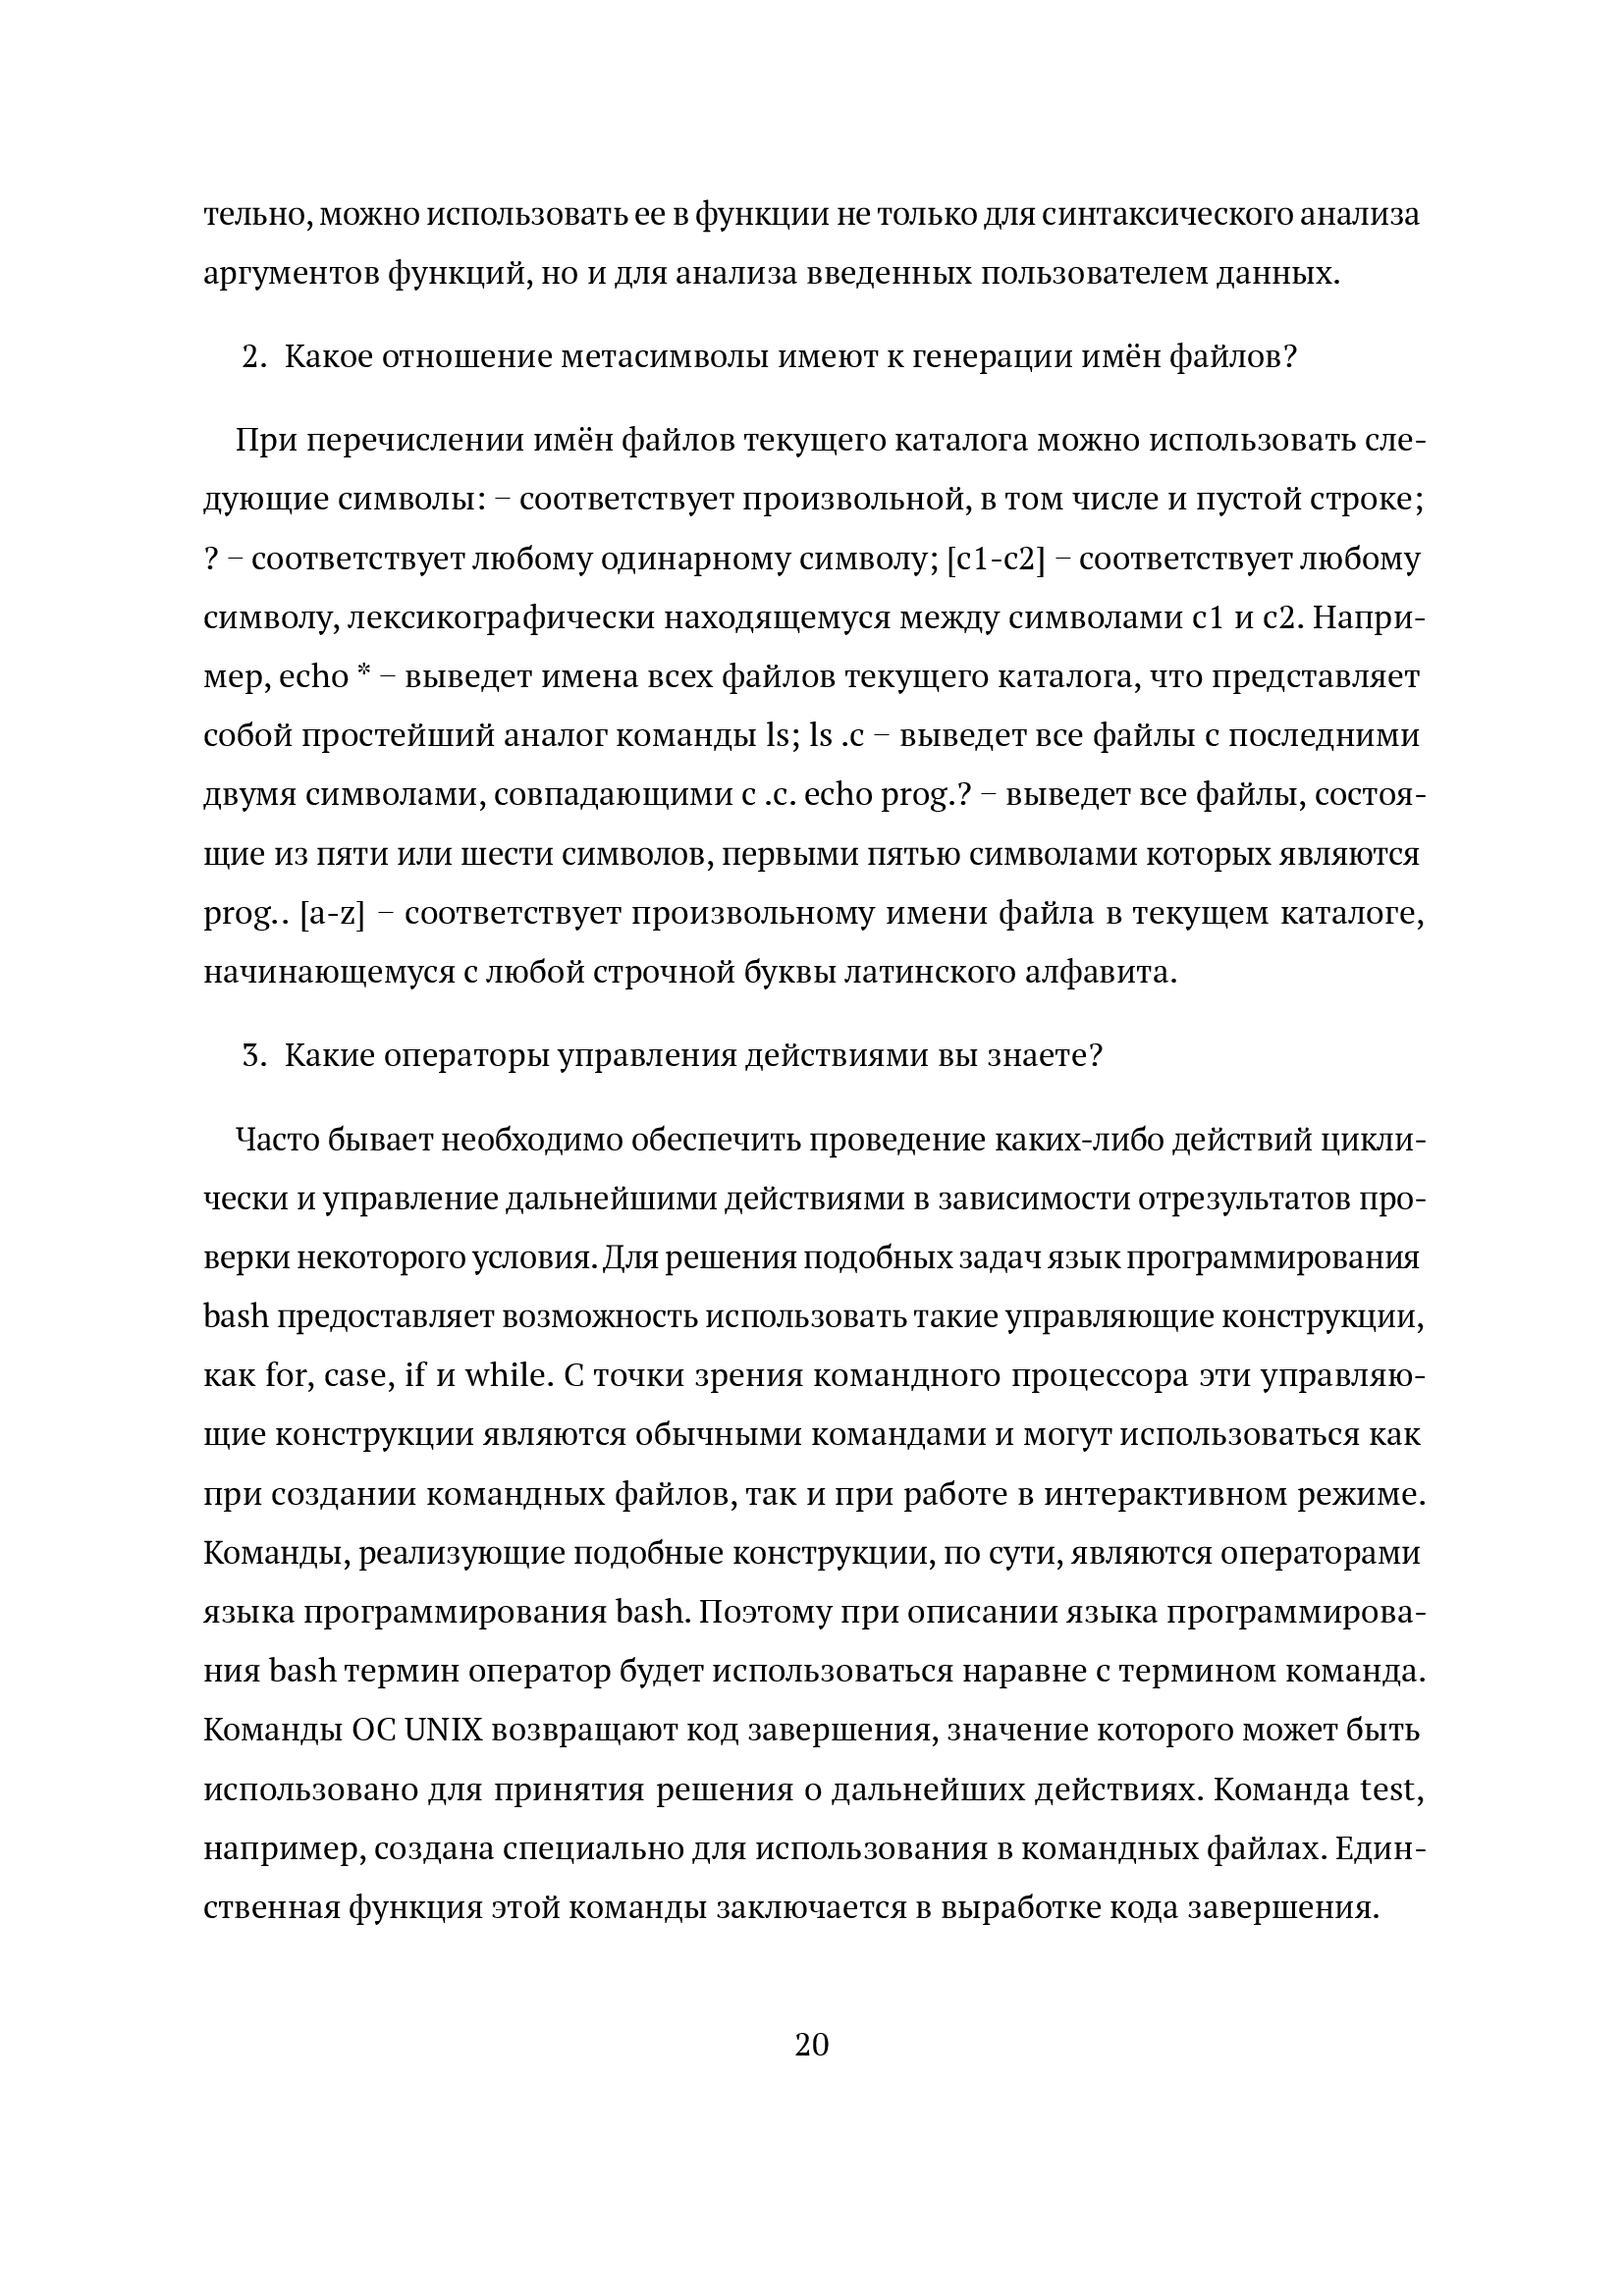 тельно, можно использовать ее в функции не только для синтаксического анализа
аргументов функций, но и для анализа введенных пользователем данных.
2. Какое отношение метасимволы имеют к генерации имён файлов?
При перечислении имён файлов текущего каталога можно использовать сле-
дующие символы: – соответствует произвольной, в том числе и пустой строке;
? – соответствует любому одинарному символу; [c1-c2] – соответствует любому
символу, лексикографически находящемуся между символами c1 и c2. Напри-
мер, echo * – выведет имена всех файлов текущего каталога, что представляет
собой простейший аналог команды ls; ls .c – выведет все файлы с последними
двумя символами, совпадающими с .c. echo prog.? – выведет все файлы, состоя-
щие из пяти или шести символов, первыми пятью символами которых являются
prog.. [a-z] – соответствует произвольному имени файла в текущем каталоге,
начинающемуся с любой строчной буквы латинского алфавита.
3. Какие операторы управления действиями вы знаете?
Часто бывает необходимо обеспечить проведение каких-либо действий цикли-
чески и управление дальнейшими действиями в зависимости отрезультатов про-
верки некоторого условия. Для решения подобных задач язык программирования
bash предоставляет возможность использовать такие управляющие конструкции,
как for, case, if и while. С точки зрения командного процессора эти управляю-
щие конструкции являются обычными командами и могут использоваться как
при создании командных файлов, так и при работе в интерактивном режиме.
Команды, реализующие подобные конструкции, по сути, являются операторами
языка программирования bash. Поэтому при описании языка программирова-
ния bash термин оператор будет использоваться наравне с термином команда.
Команды ОС UNIX возвращают код завершения, значение которого может быть
использовано для принятия решения о дальнейших действиях. Команда test,
например, создана специально для использования в командных файлах. Един-
ственная функция этой команды заключается в выработке кода завершения.
20